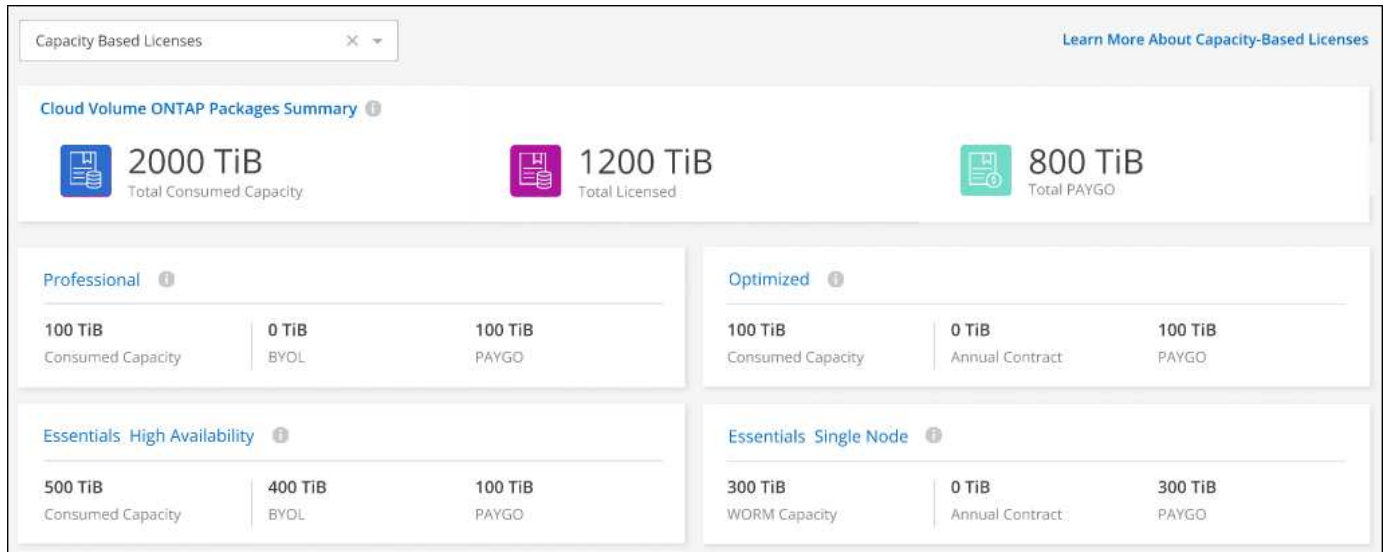 Capacity Based Licenses
Learn More About Capacity-Based Licenses
Cloud Volume ONTAP Packages Summary
2000 TiB
Total Consumed Capacity
1200 TiB
Total Licensed
800 TiB
Total PAYGO
Professional
100 TiB
Consumed Capacity
0 TiB
BYOL
100 TiB
PAYGO
Optimized
100 TiB
Consumed Capacity
0 TiB
Annual Contract
100 TiB
PAYGO
Essentials High Availability
500 TiB
Consumed Capacity
400 TiB
BYOL
100 TiB
PAYGO
Essentials Single Node
300 TiB
WORM Capacity
0 TiB
Annual Contract
300 TiB
PAYGO